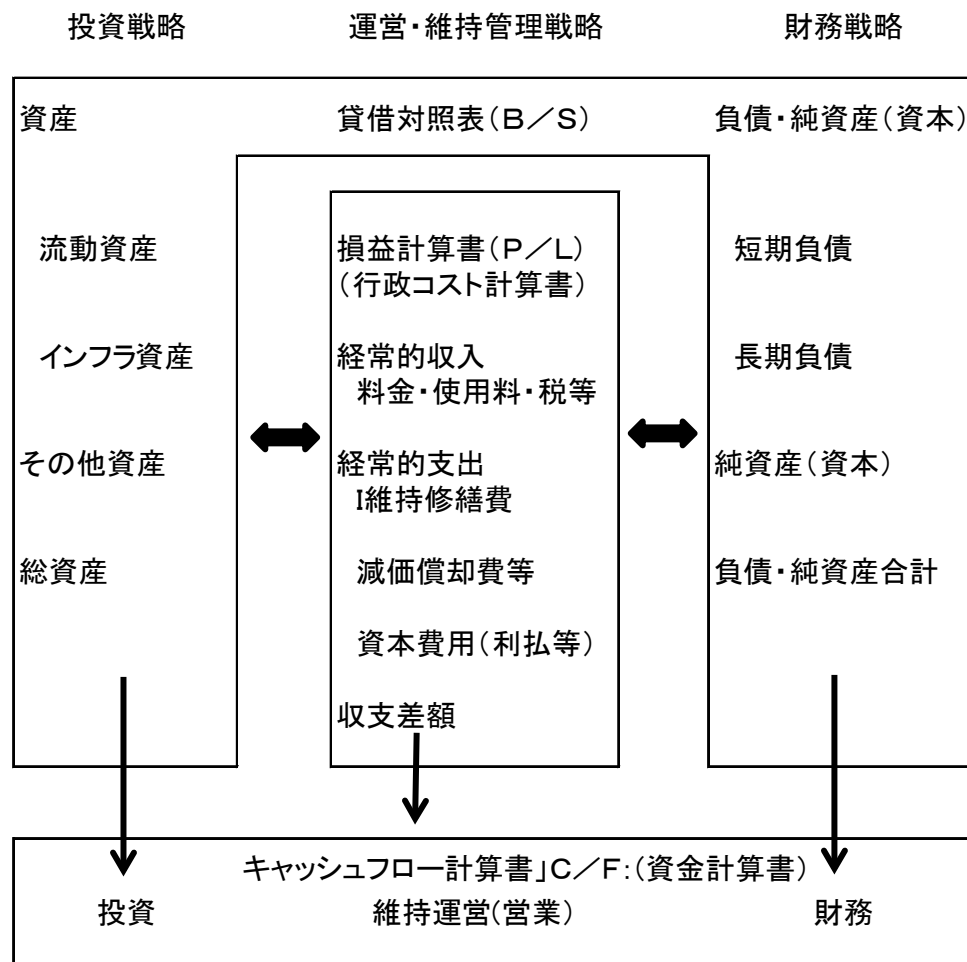 投資戦略 運営・維持管理戦略 財務戦略
資産 貸借対照表(B/S) 負債・純資産(資本)
流動資産 損益計算書(P/L) 短期負債
(行政コスト計算書)
インフラ資産 経常的収入 長期負債
料金・使用料・税等
その他資産 経常的支出 純資産(資本)
I維持修繕費
総資産 減価償却費等 負債・純資産合計
資本費用(利払等)
収支差額
キャッシュフロー計算書」C/F:(資金計算書)
投資 維持運営(営業) 財務